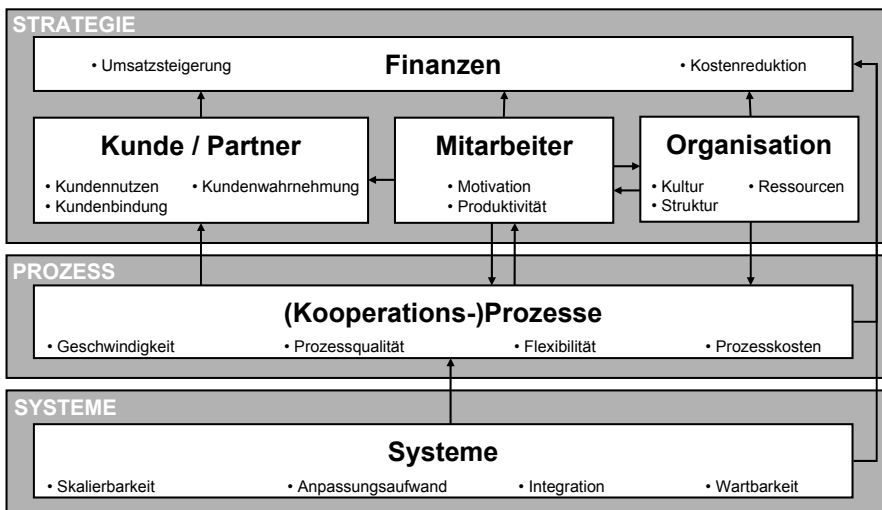 STRATEGIE
Finanzen
• Umsatzsteigerung
• Kostenreduktion
Kunde / Partner
• Kundennutzen
• Kundenwahrnehmung
• Kundenbindung
Mitarbeiter
• Motivation
• Produktivität
Organisation
• Kultur
• Ressourcen
• Struktur
PROZESS
(Kooperations-)Prozesse
• Geschwindigkeit
• Prozessqualität
• Flexibilität
• Prozesskosten
SYSTEME
Systeme
• Skalierbarkeit
• Anpassungsaufwand
• Integration
• Wartbarkeit